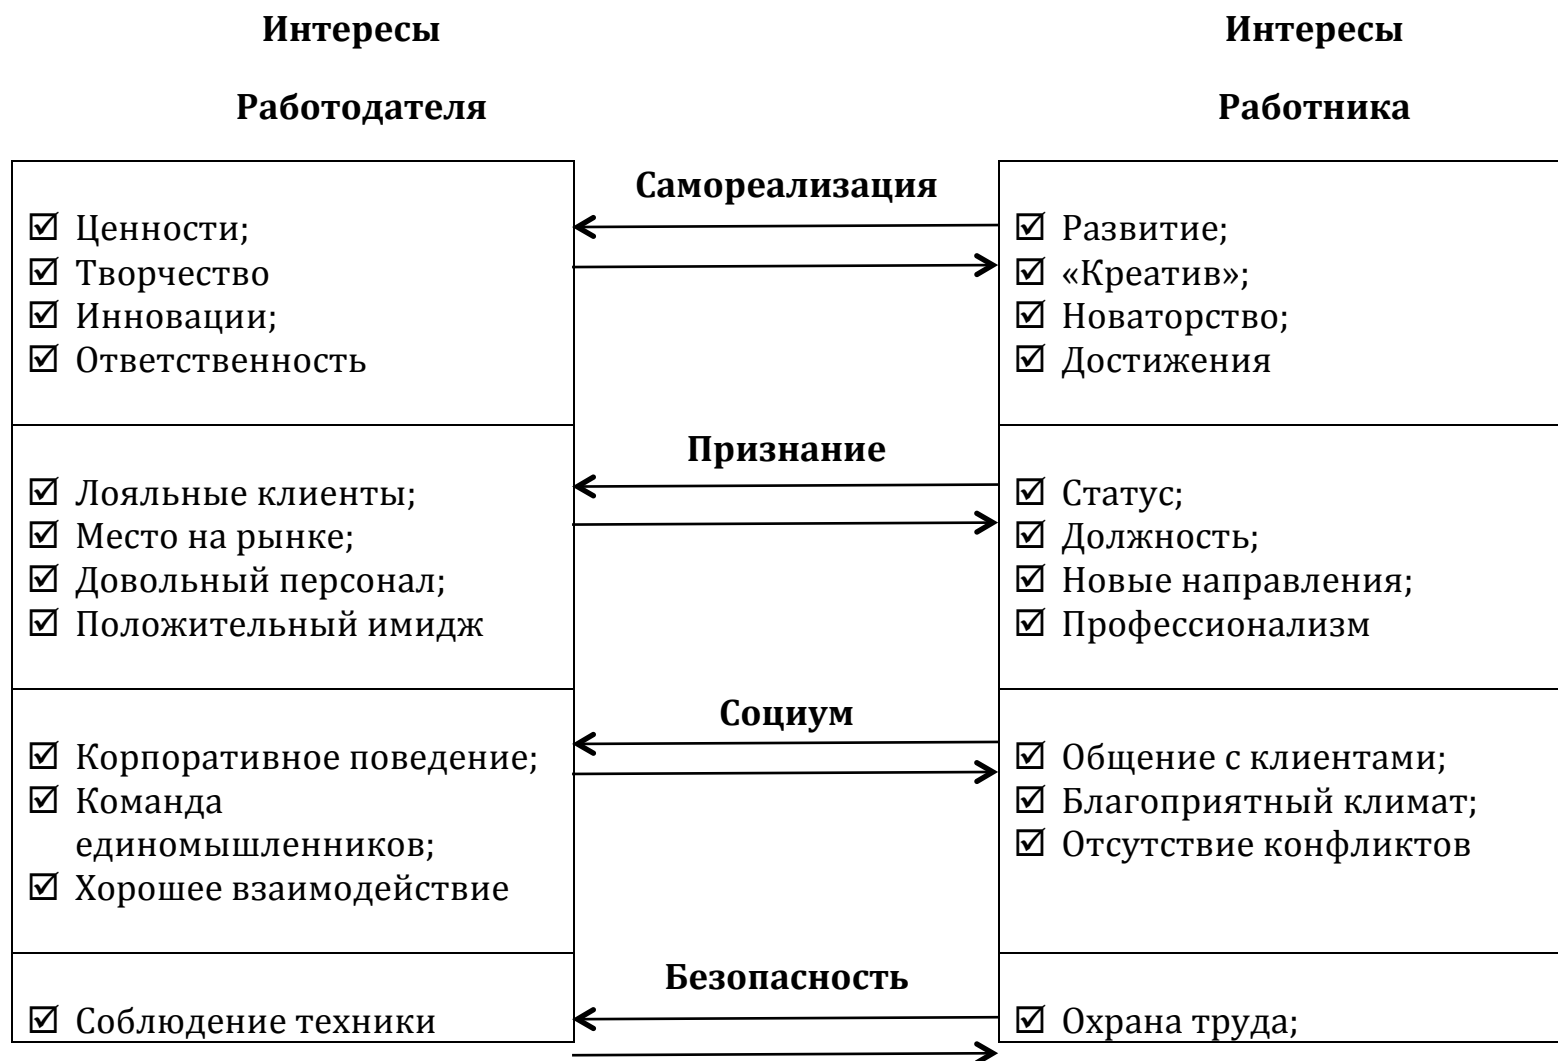 Интересы
Работодателя
Интересы
Работника
Самореализация
Ценности;
Творчество
Инновации;
Ответственность
Развитие;
«Креатив»;
Новаторство;
Достижения
Признание
Лояльные клиенты;
Место на рынке;
Довольный персонал;
Положительный имидж
Статус;
Должность;
Новые направления;
Профессионализм
Социум
Корпоративное поведение;
Команда
единомышленников;
Хорошее взаимодействие
Общение с клиентами;
Благоприятный климат;
Отсутствие конфликтов
Безопасность
Соблюдение техники
Охрана труда;